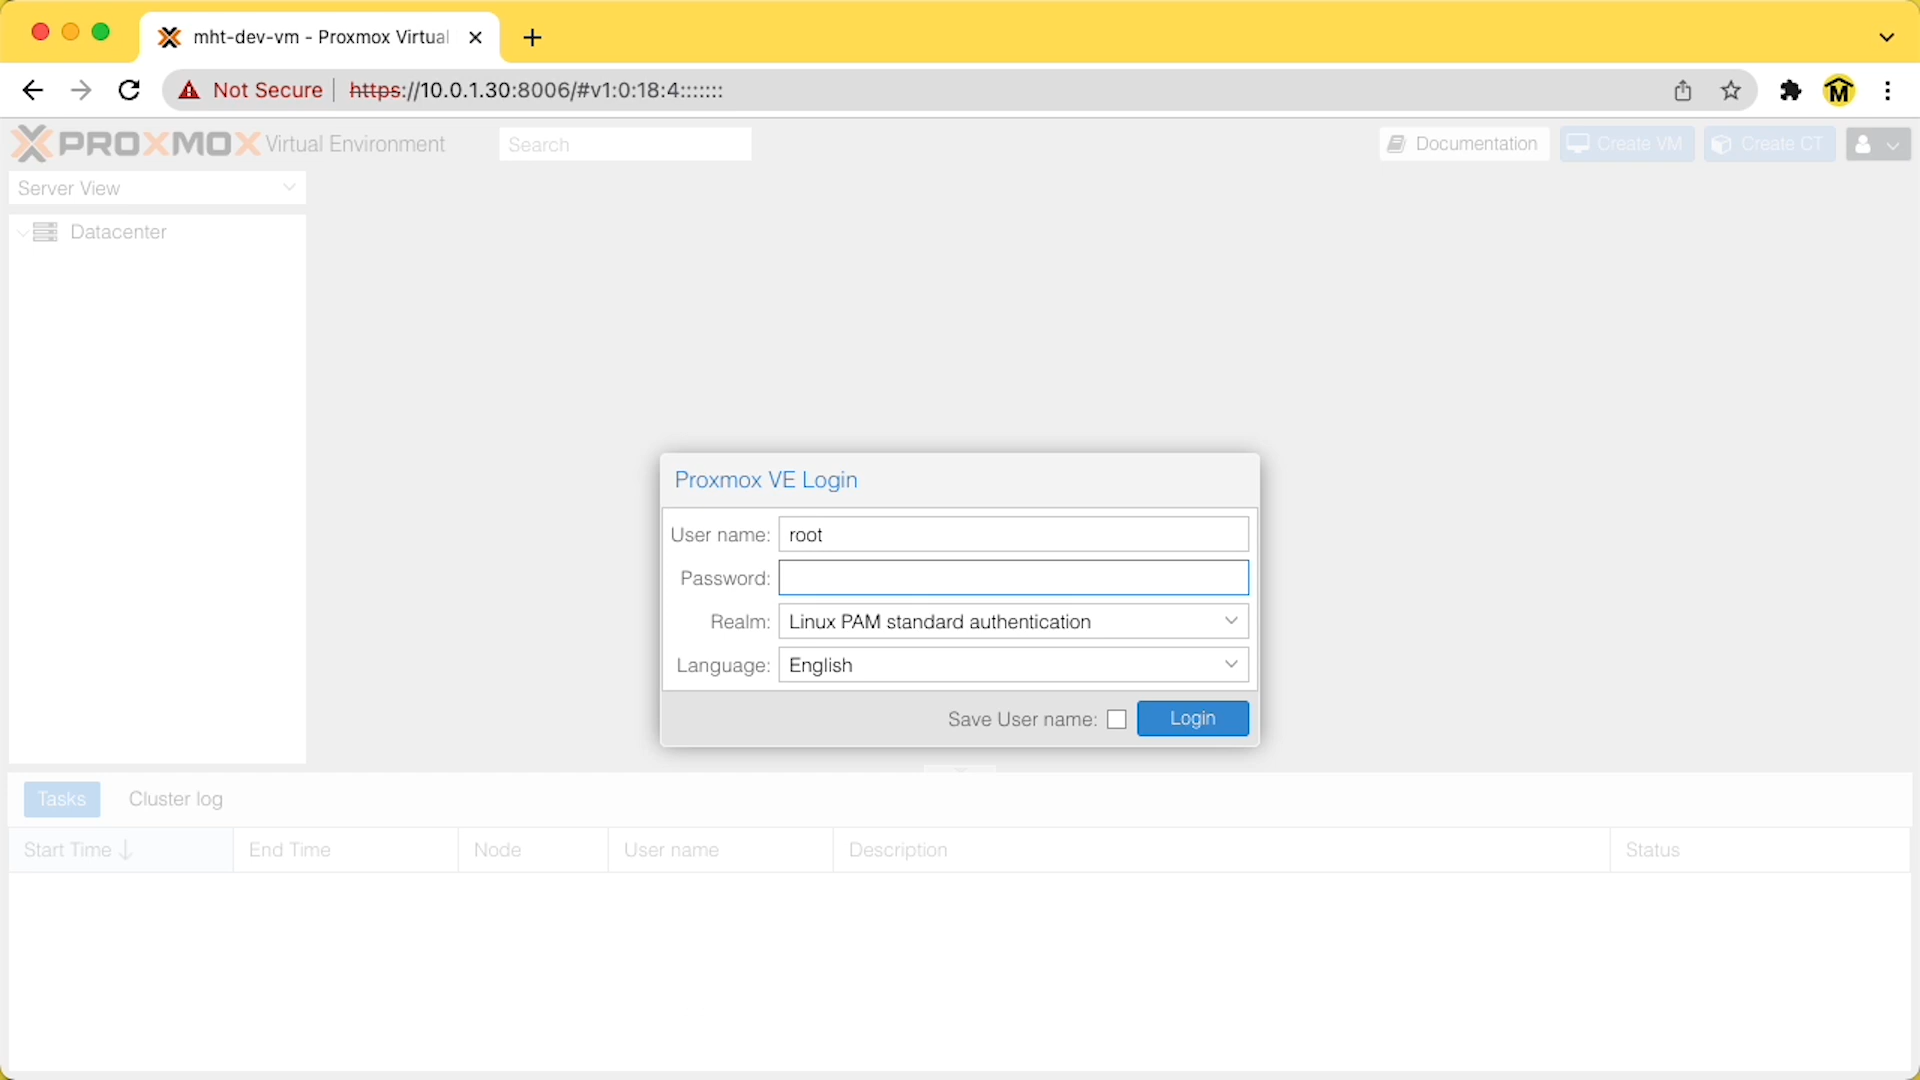 mht-dev-vm - Proxmox Virtual
Not Secure https://10.0.1.30:8006/#v1:0:18:4:::::::
PROXMOX Virtual Environment Search Documentation Create VM Create CT
Server View
Datacenter
Proxmox VE Login
User name: root
Password:
Realm: Linux PAM standard authentication
Language: English
Save User name: Login
Tasks Cluster log
Start Time End Time Node User name Description Status